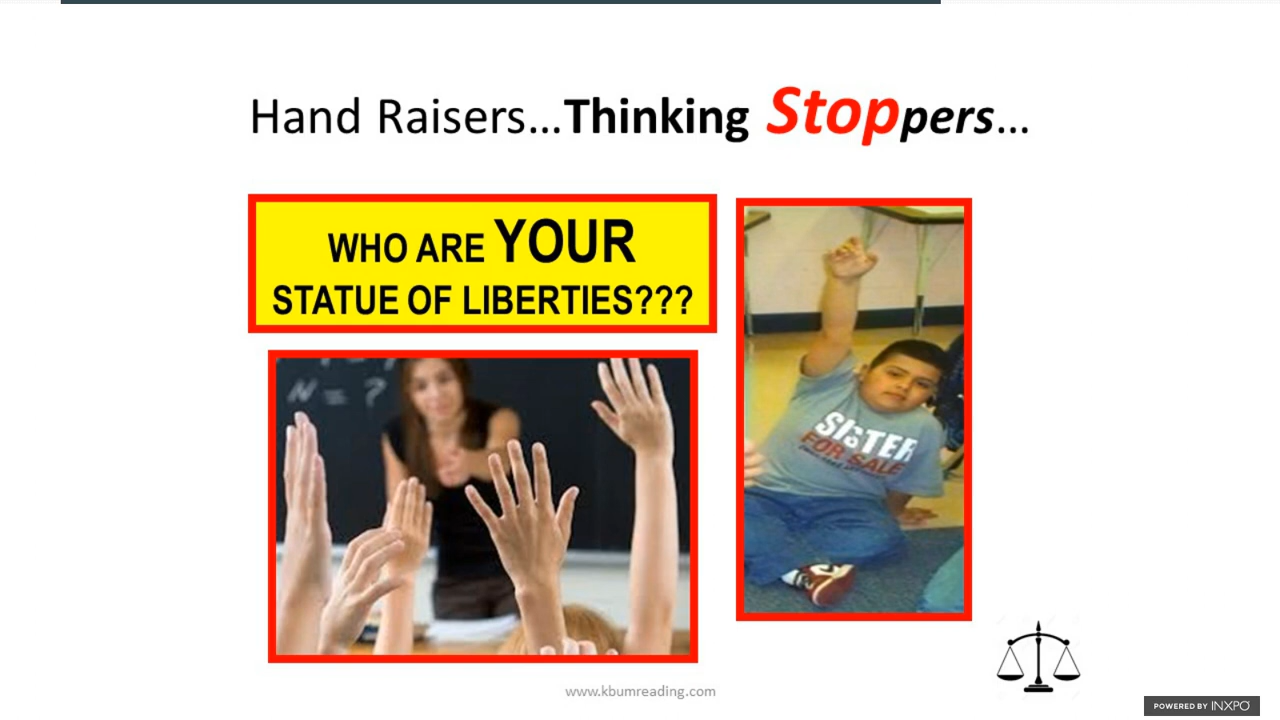 Hand Raisers...Thinking Stoppers...
WHO ARE YOUR
STATUE OF LIBERTIES???
N = ?
SISTER
FOR SALE
www.kbumreading.com
POWERED BY INXPO